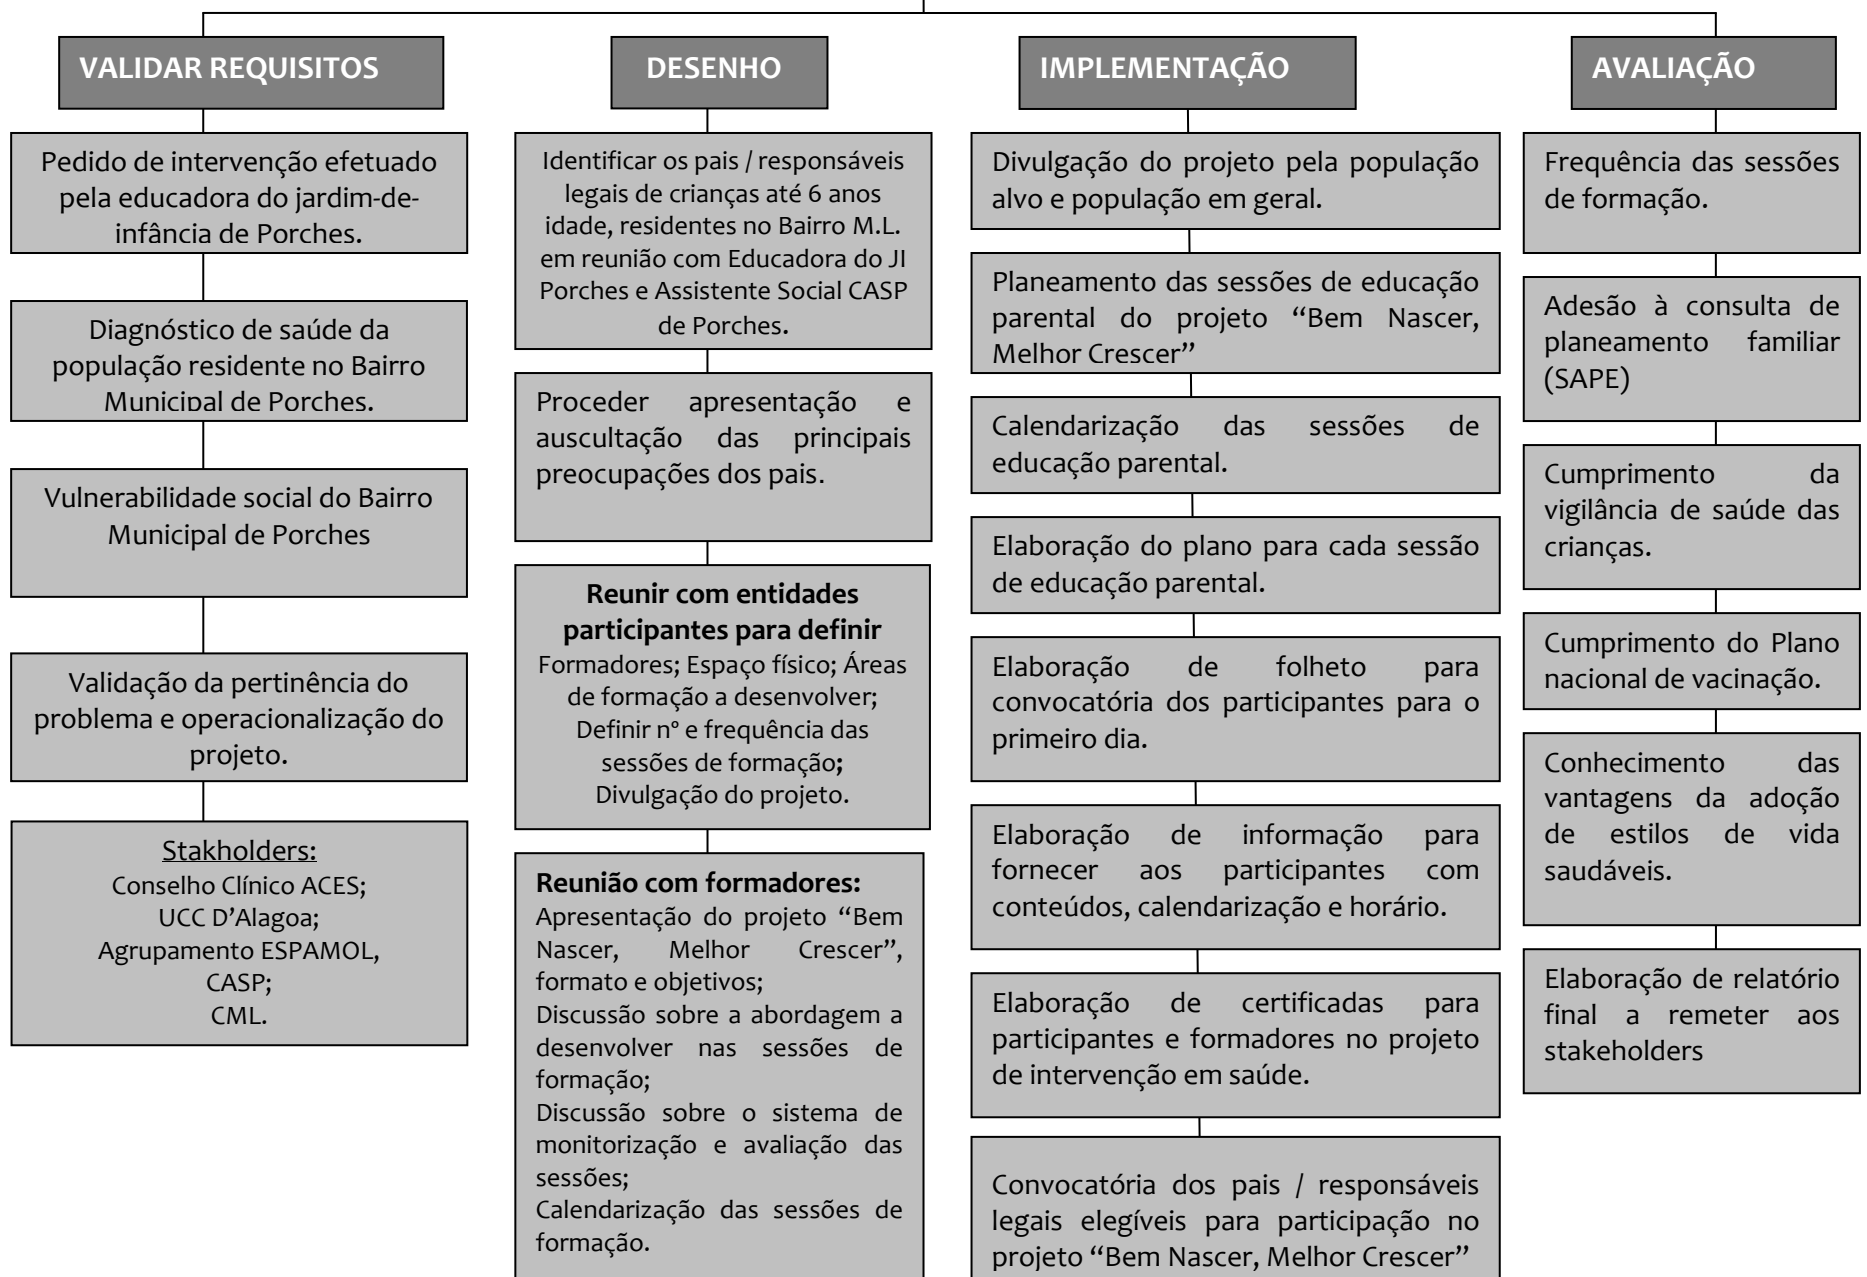 VALIDAR REQUISITOS
Pedido de intervenção efetuado
pela educadora do jardim-de-
infância de Porches.
Diagnóstico de saúde da
população residente no Bairro
Municipal de Porches.
Vulnerabilidade social do Bairro
Municipal de Porches
Validação da pertinência do
problema e operacionalização do
projeto.
Stakholders:
Conselho Clínico ACES;
UCC D’Alagoa;
Agrupamento ESPAMOL,
CASP;
CML.
DESENHO
Identificar os pais / responsáveis
legais de crianças até 6 anos
idade, residentes no Bairro M.L.
em reunião com Educadora do JI
Porches e Assistente Social CASP
de Porches.
Proceder apresentação e
auscultação das principais
preocupações dos pais.
Reunir com entidades
participantes para definir
Formadores; Espaço físico; Áreas
de formação a desenvolver;
Definir nº e frequência das
sessões de formação;
Divulgação do projeto.
Reunião com formadores:
Apresentação do projeto “Bem
Nascer, Melhor Crescer”,
formato e objetivos;
Discussão sobre a abordagem a
desenvolver nas sessões de
formação;
Discussão sobre o sistema de
monitorização e avaliação das
sessões;
Calendarização das sessões de
formação.
IMPLEMENTAÇÃO
Divulgação do projeto pela população
alvo e população em geral.
Planeamento das sessões de educação
parental do projeto “Bem Nascer,
Melhor Crescer”
Calendarização das sessões de
educação parental.
Elaboração do plano para cada sessão
de educação parental.
Elaboração de folheto para
convocatória dos participantes para o
primeiro dia.
Elaboração de informação para
fornecer aos participantes com
conteúdos, calendarização e horário.
Elaboração de certificadas para
participantes e formadores no projeto
de intervenção em saúde.
Convocatória dos pais / responsáveis
legais elegíveis para participação no
projeto “Bem Nascer, Melhor Crescer”
AVALIAÇÃO
Frequência das sessões
de formação.
Adesão à consulta de
planeamento familiar
(SAPE)
Cumprimento da
vigilância de saúde das
crianças.
Cumprimento do Plano
nacional de vacinação.
Conhecimento das
vantagens da adoção
de estilos de vida
saudáveis.
Elaboração de relatório
final a remeter aos
stakeholders